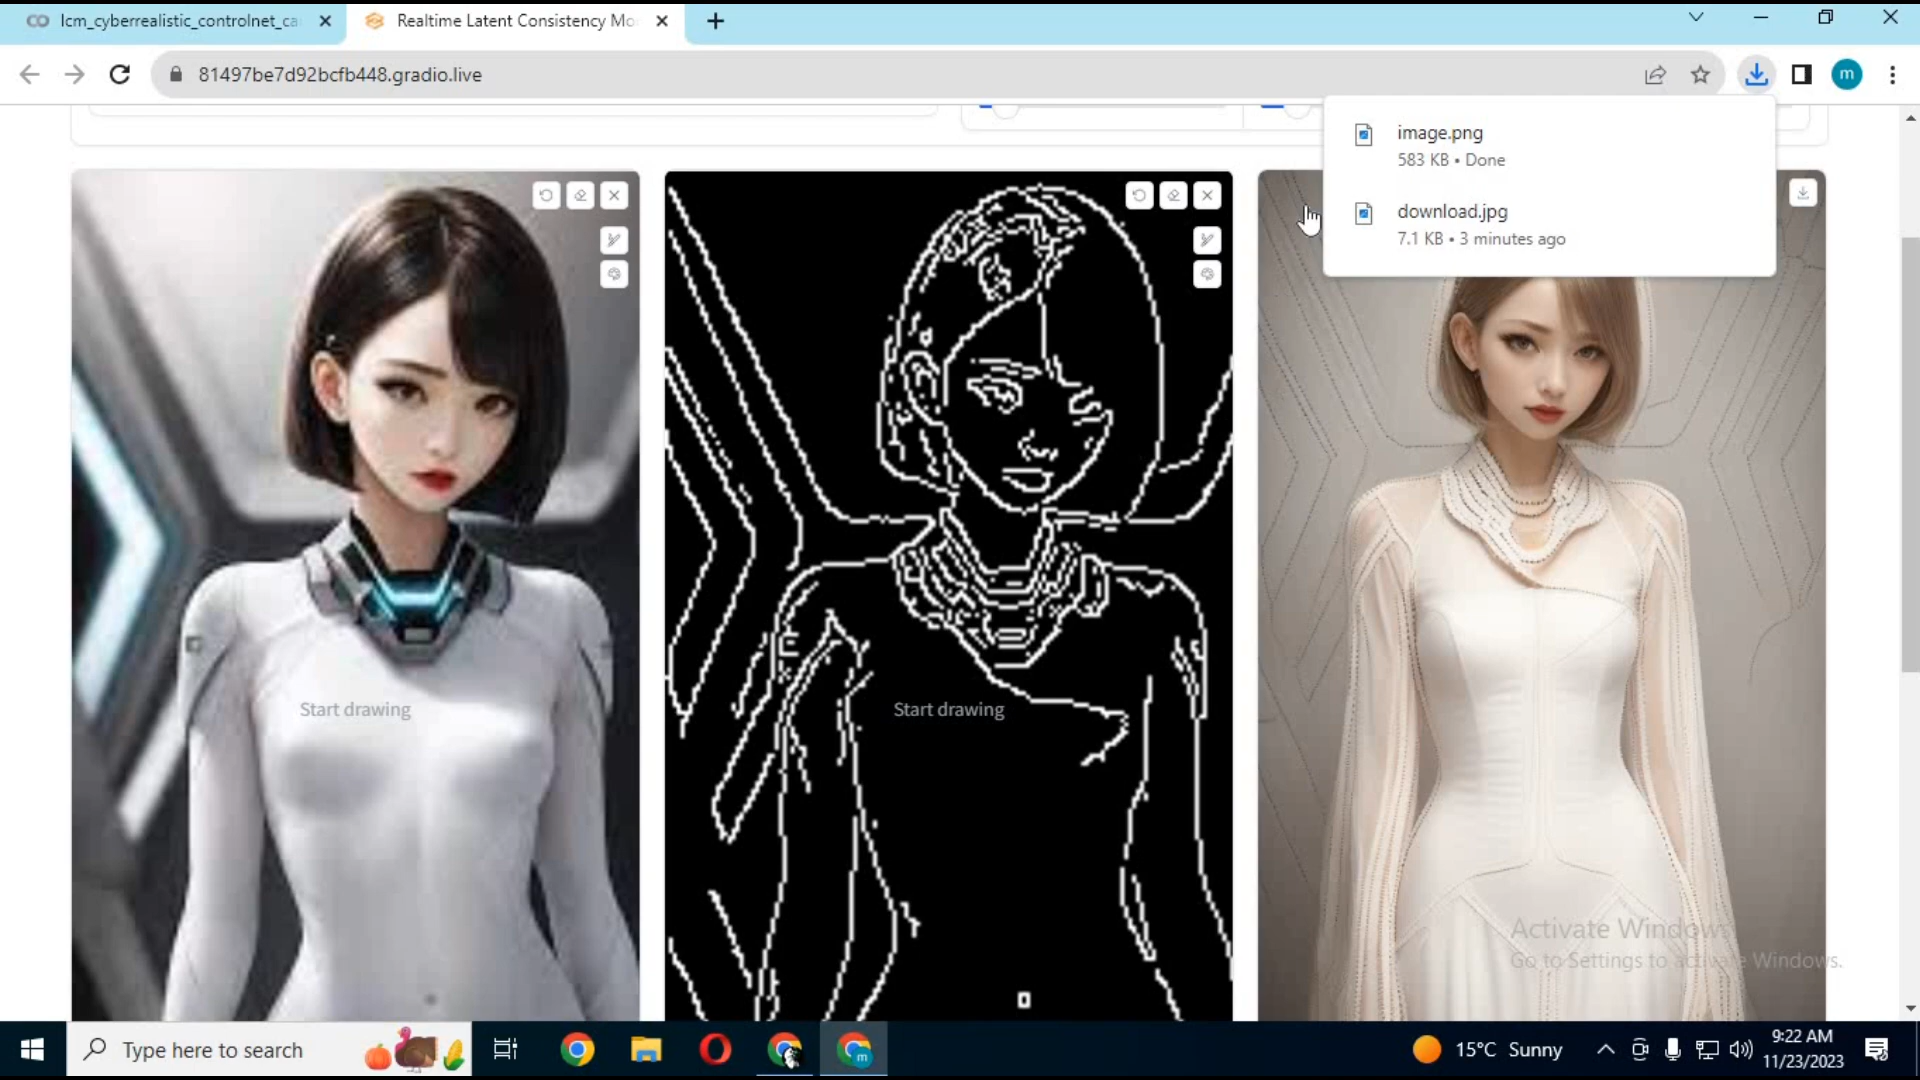 lcm_cyberrealistic_controlnet_ca
Realtime Latent Consistency Mo
81497be7d92bcfb448.gradio.live
m
image.png
583 KB • Done
download.jpg
7.1 KB • 3 minutes ago
Start drawing
Start drawing
Activate Windows
Go to Settings to activate Windows.
Type here to search
m
15°C Sunny
9:22 AM
11/23/2023